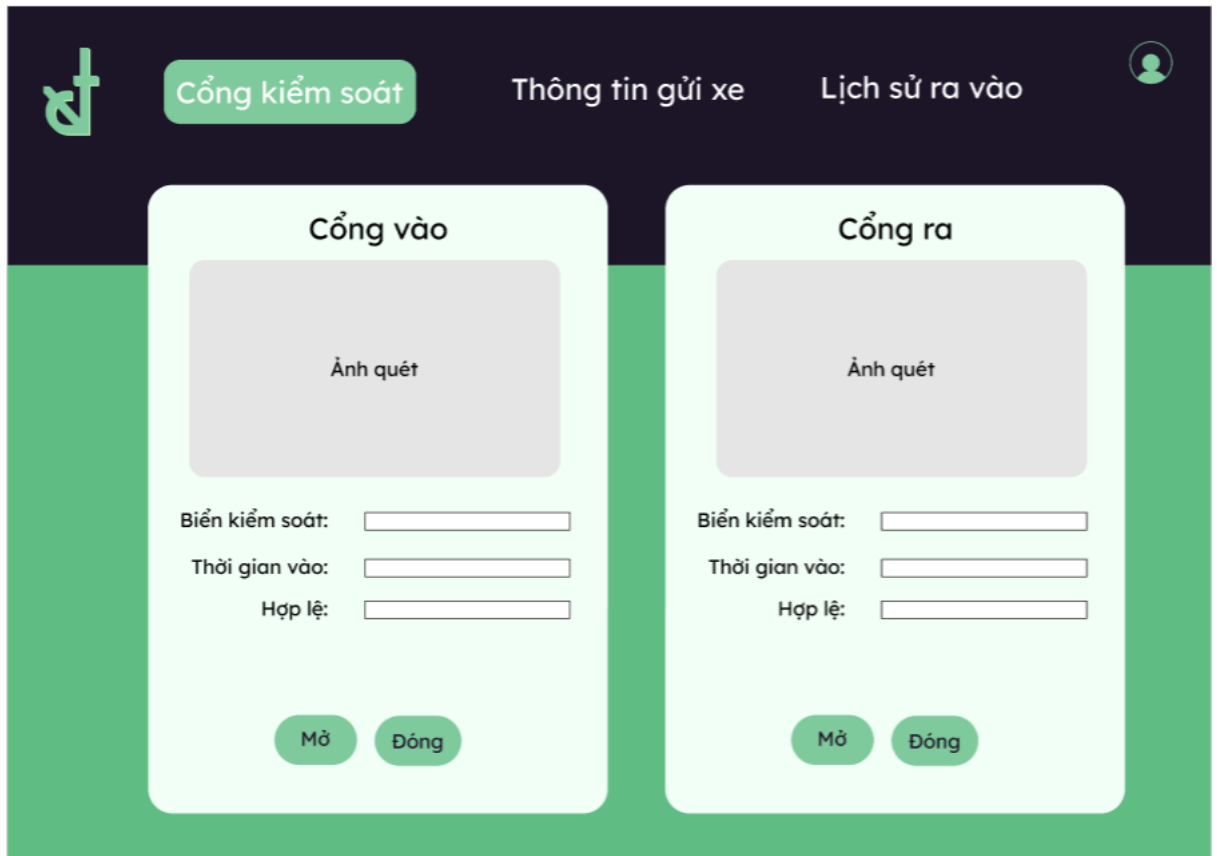 Cổng kiểm soát
Thông tin gửi xe
Lịch sử ra vào
Cổng vào
Ảnh quét
Biển kiểm soát:
Thời gian vào:
Hợp lệ:
Mở
Đóng
Cổng ra
Ảnh quét
Biển kiểm soát:
Thời gian vào:
Hợp lệ:
Mở
Đóng